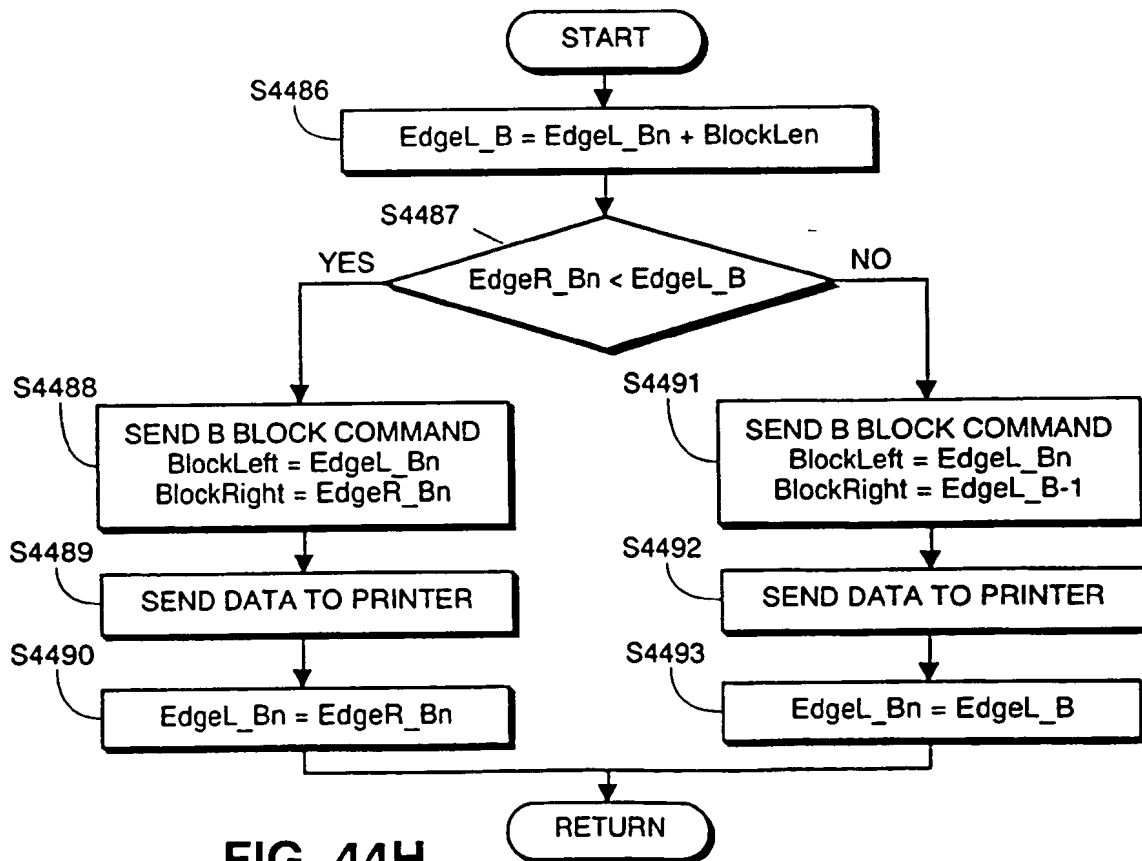 START
S4486
EdgeL_B = EdgeL_Bn + BlockLen
S4487
YES
EdgeR_Bn < EdgeL_B
NO
S4488
SEND B BLOCK COMMAND
BlockLeft = EdgeL_Bn
BlockRight = EdgeR_Bn
S4491
SEND B BLOCK COMMAND
BlockLeft = EdgeL_Bn
BlockRight = EdgeL_B-1
S4489
SEND DATA TO PRINTER
S4492
SEND DATA TO PRINTER
S4490
EdgeL_Bn = EdgeR_Bn
S4493
EdgeL_Bn = EdgeL_B
RETURN
FIG. 44H